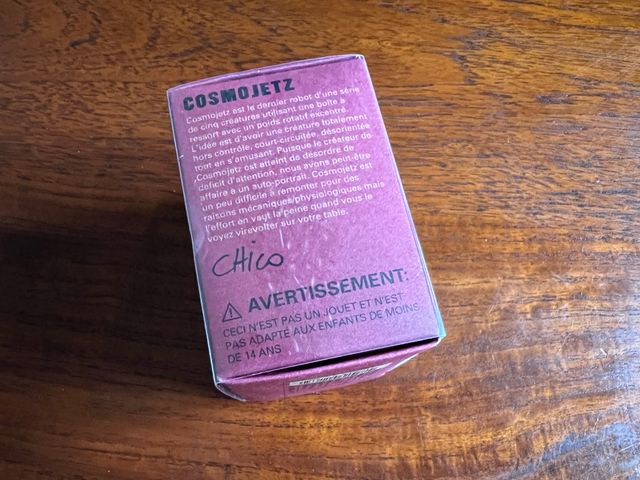 COSMOJETZ
Cosmojetz est le dernier robot d'une série
de cinq créatures utilisant une boîte à
ressort avec un poids rotatif excentré.
L'idée est d'avoir une créature totalement
hors contrôle, court-circuitée, désorientée
tout en s'amusant. Puisque le créateur de
Cosmojetz est atteint du désordre de
déficit d'attention, nous avons peut-être
affaire à un auto-portrait. Cosmojetz est
un peu difficile à remonter pour des
raisons mécaniques/physiologiques mais
l'effort en vaut la peine quand vous le
voyez virevolter sur votre table.
CHico
AVERTISSEMENT:
CECI N'EST PAS UN JOUET ET N'EST
PAS ADAPTE AUX ENFANTS DE MOINS
DE 14 ANS